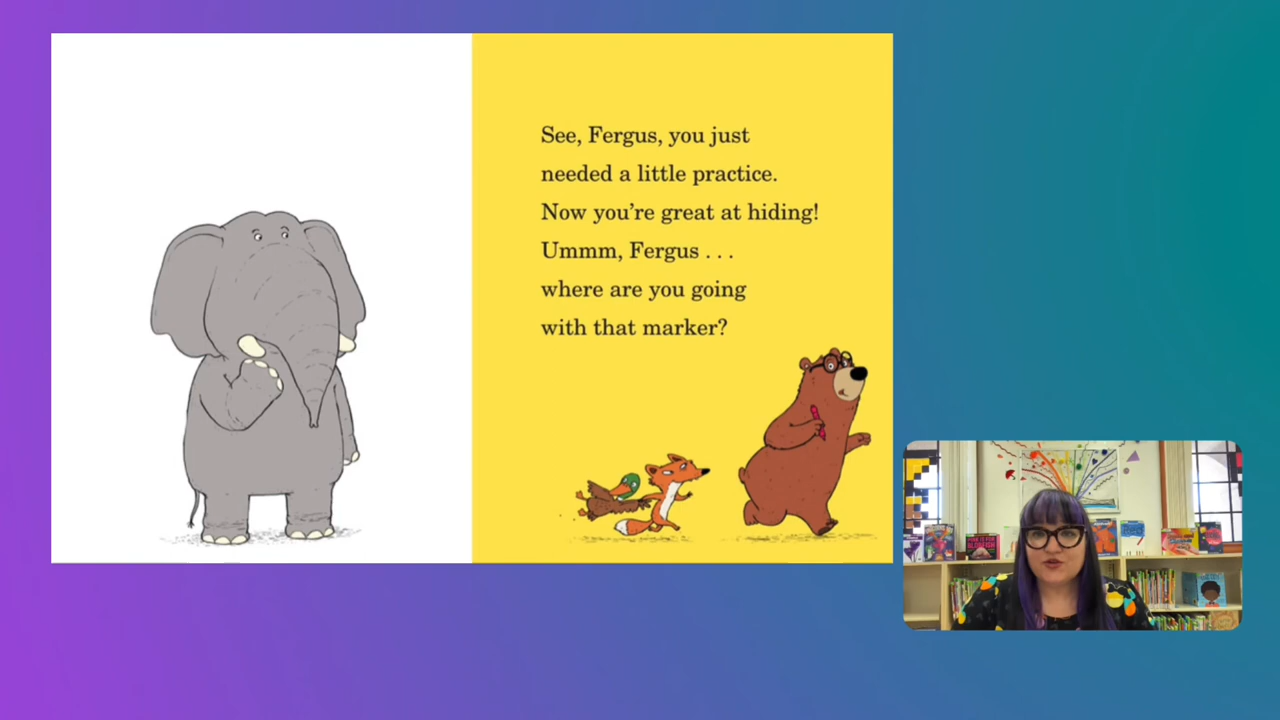 See, Fergus, you just
needed a little practice.
Now you're great at hiding!
Ummm, Fergus . . .
where are you going
with that marker?